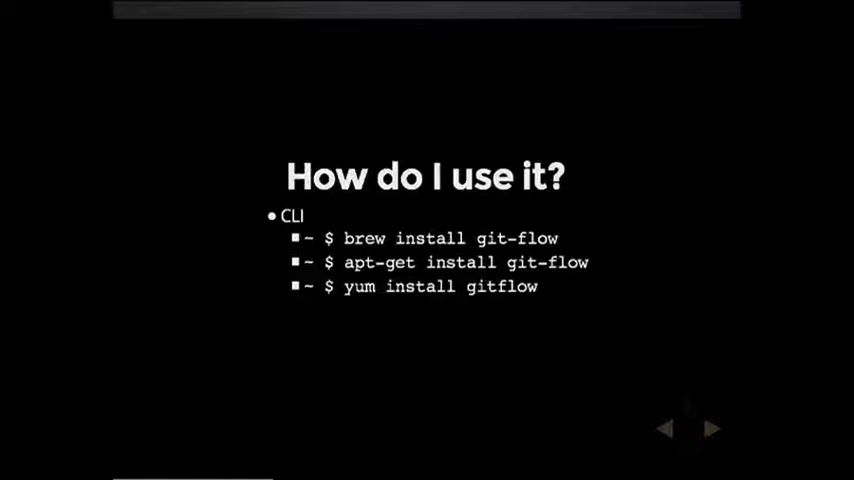 How do I use it?
● CLI
■ ~ $ brew install git-flow
■ ~ $ apt-get install git-flow
■ ~ $ yum install gitflow